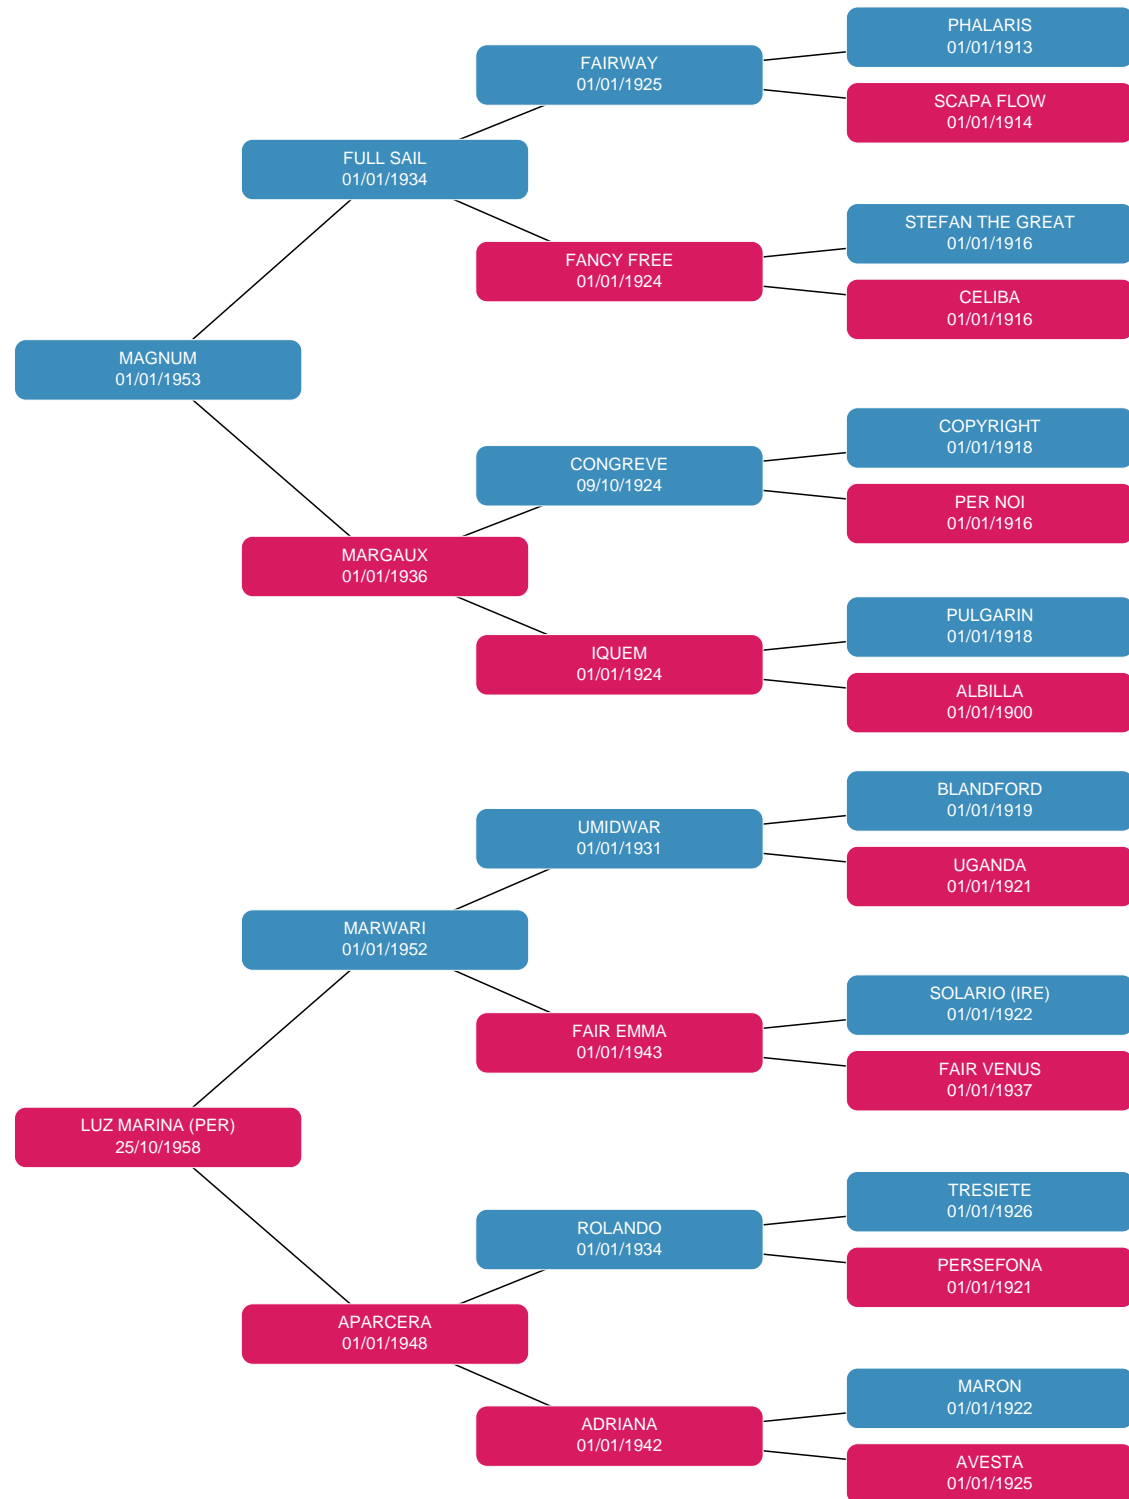 PHALARIS
01/01/1913
FAIRWAY
01/01/1925
SCAPA FLOW
01/01/1914
FULL SAIL
01/01/1934
STEFAN THE GREAT
01/01/1916
FANCY FREE
01/01/1924
CELIBA
01/01/1916
MAGNUM
01/01/1953
COPYRIGHT
01/01/1918
CONGREVE
09/10/1924
PER NOI
01/01/1916
MARGAUX
01/01/1936
PULGARIN
01/01/1918
IQUEM
01/01/1924
ALBILLA
01/01/1900
BLANDFORD
01/01/1919
UMIDWAR
01/01/1931
UGANDA
01/01/1921
MARWARI
01/01/1952
SOLARIO (IRE)
01/01/1922
FAIR EMMA
01/01/1943
FAIR VENUS
01/01/1937
LUZ MARINA (PER)
25/10/1958
TRESIETE
01/01/1926
ROLANDO
01/01/1934
PERSEFONA
01/01/1921
APARCERA
01/01/1948
MARON
01/01/1922
ADRIANA
01/01/1942
AVESTA
01/01/1925